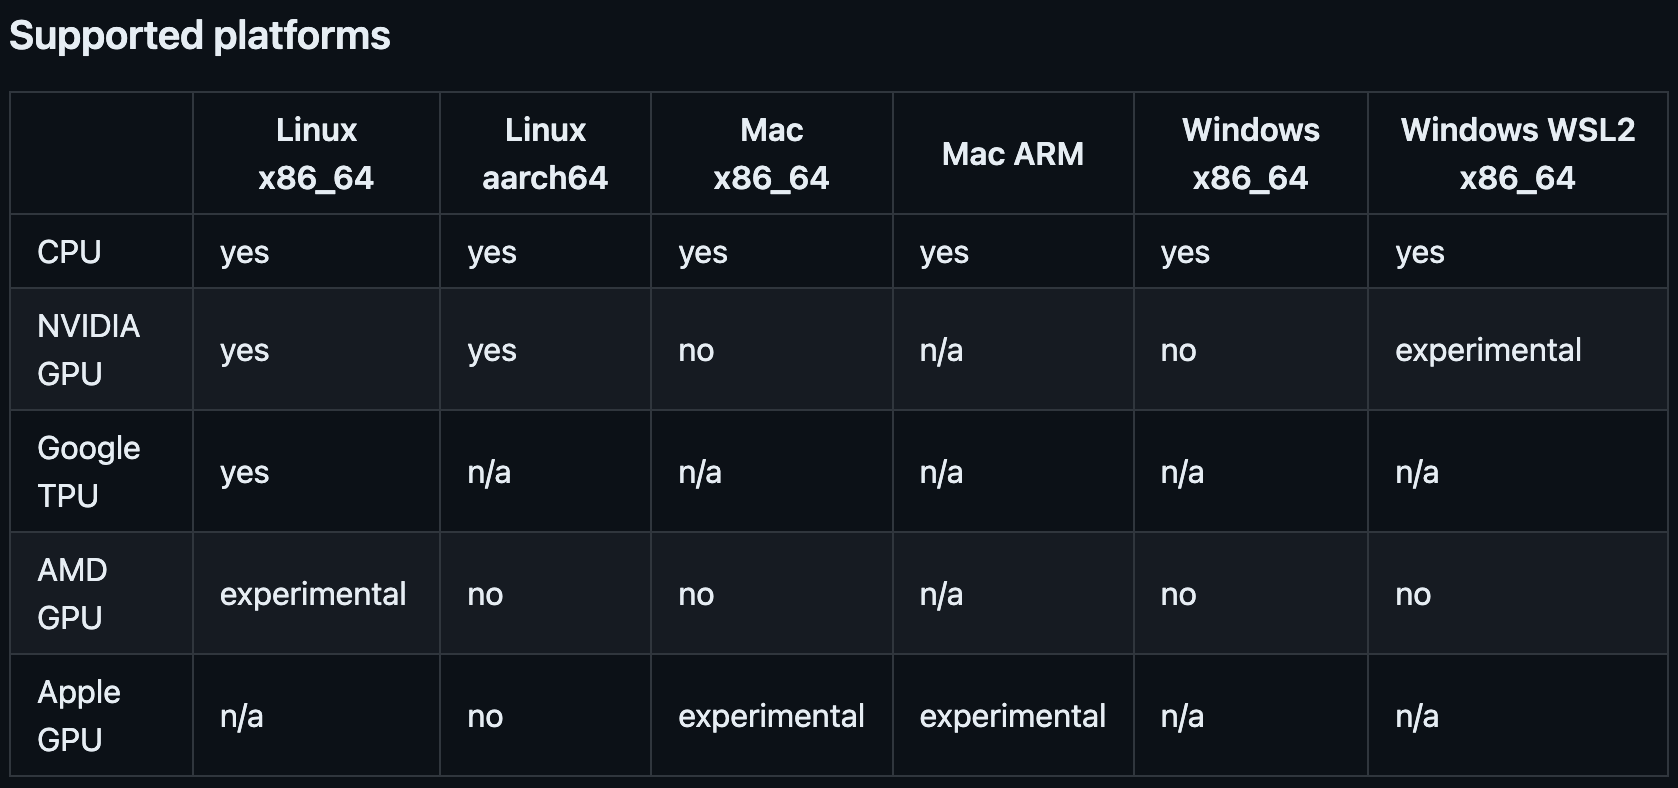 Supported platforms
Linux x86_64 Linux aarch64 Mac x86_64 Mac ARM Windows x86_64 Windows WSL2 x86_64
CPU yes yes yes yes yes yes
NVIDIA GPU yes yes no n/a no experimental
Google TPU yes n/a n/a n/a n/a n/a
AMD GPU experimental no no n/a no no
Apple GPU n/a no experimental experimental n/a n/a